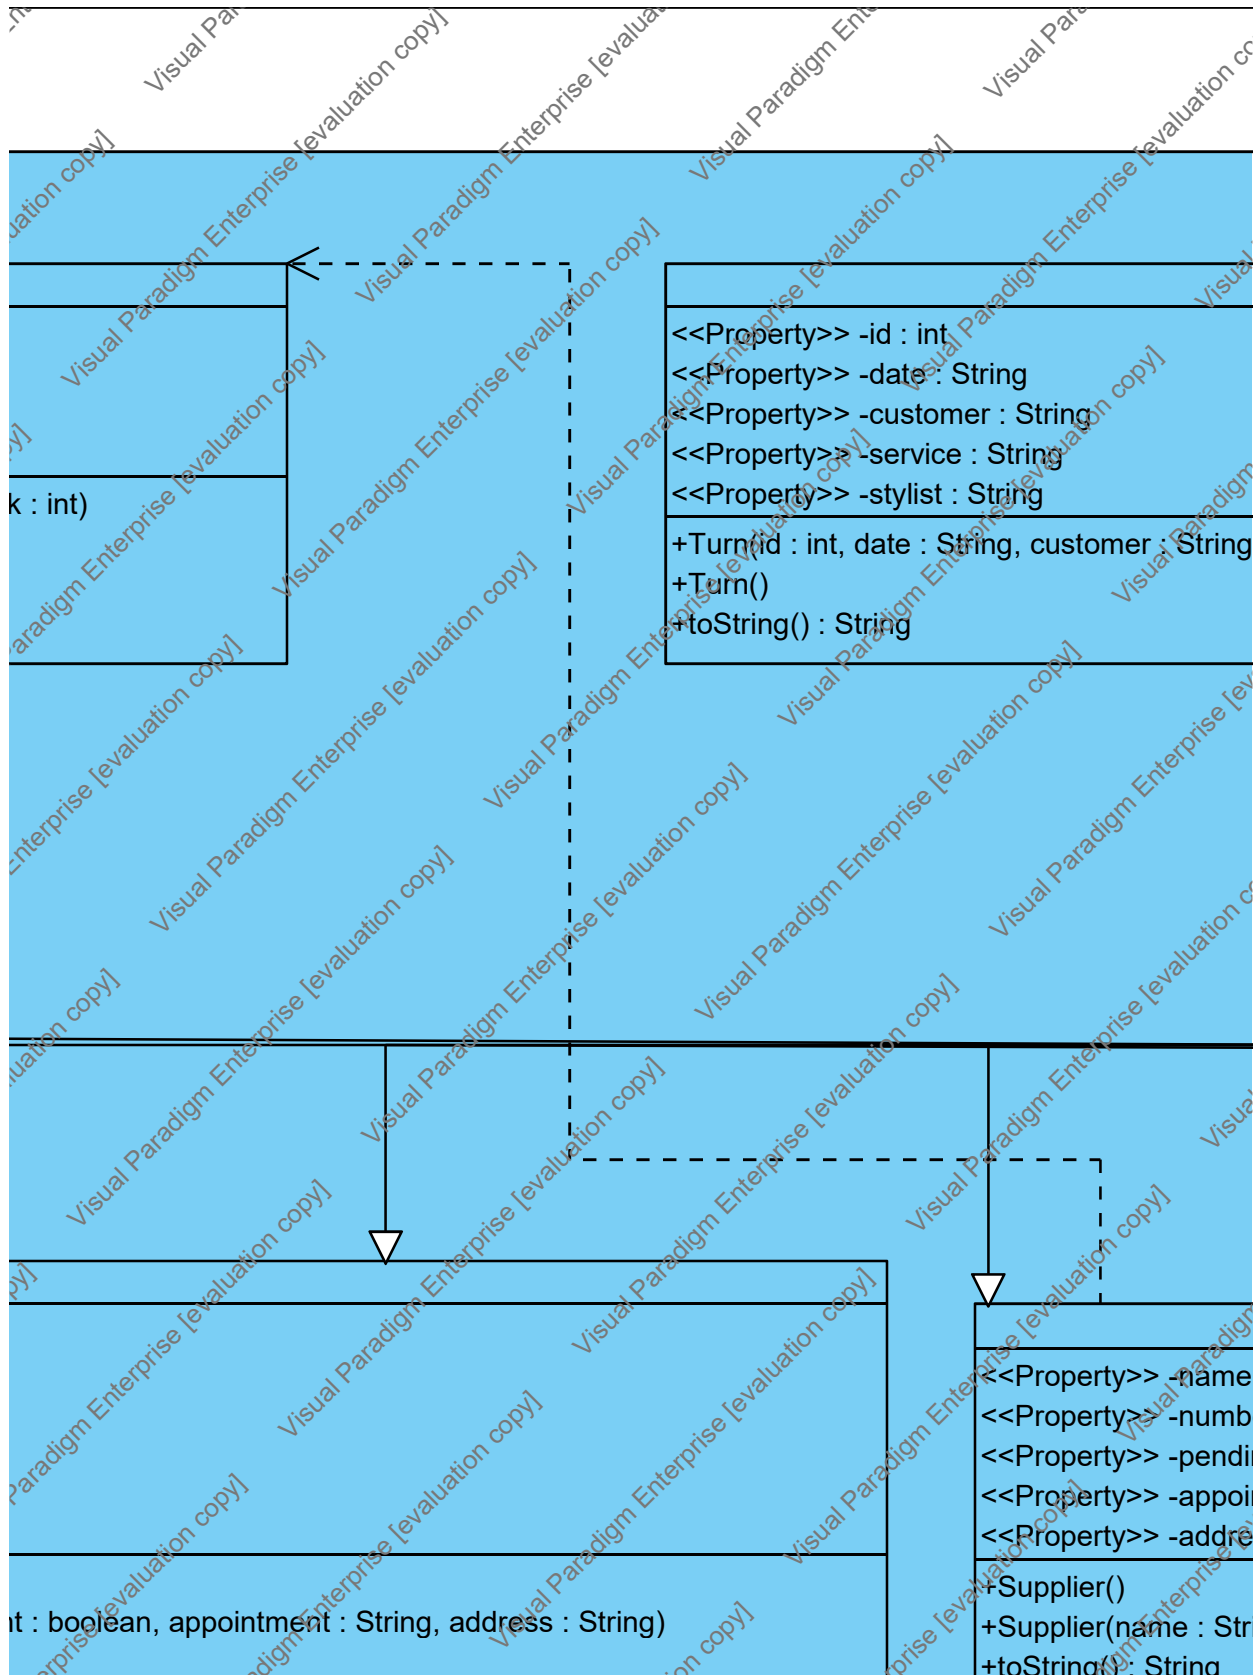 k : int)
<<Property>> -id : int
<<Property>> -date : String
<<Property>> -customer : String
<<Property>> -service : String
<<Property>> -stylist : String
+Turn(id : int, date : String, customer : String
+Turn()
+toString() : String
nt : boolean, appointment : String, address : String)
<<Property>> -name
<<Property>> -numb
<<Property>> -pendi
<<Property>> -appoi
<<Property>> -addre
+Supplier()
+Supplier(name : Stri
+toString() : String
Visual Paradigm Enterprise [evaluation copy]